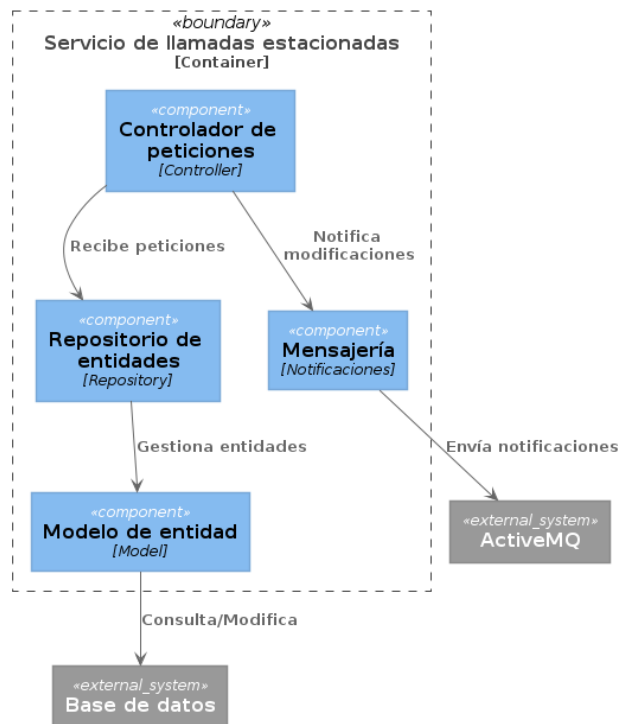 «boundary»
Servicio de llamadas estacionadas
[Container]
«component»
Controlador de
peticiones
[Controller]
Recibe peticiones
Notifica
modificaciones
«component»
Repositorio de
entidades
[Repository]
«component»
Mensajería
[Notificaciones]
Gestiona entidades
Envía notificaciones
«component»
Modelo de entidad
[Model]
«external_system»
ActiveMQ
Consulta/Modifica
«external_system»
Base de datos